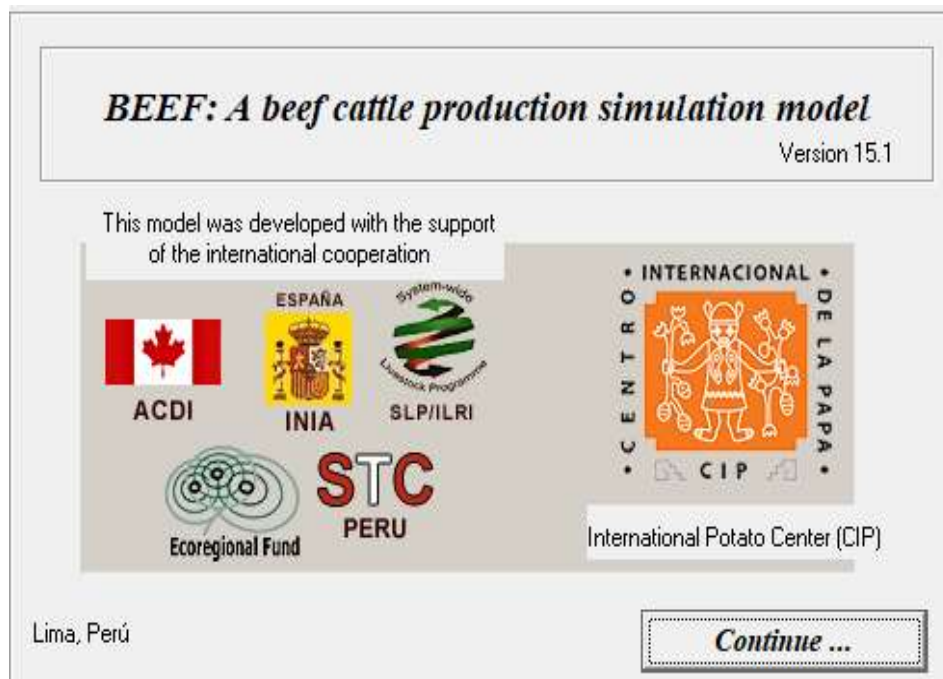 BEEF: A beef cattle production simulation model
Version 15.1
This model was developed with the support
of the international cooperation
ACDI
ESPAÑA
INIA
System-wide
Livestock Programme
SLP/ILRI
Ecoregional Fund
STC
PERU
CENTRO
INTERNACIONAL
DE LA PAPA
CIP
International Potato Center (CIP)
Lima, Perú
Continue ...